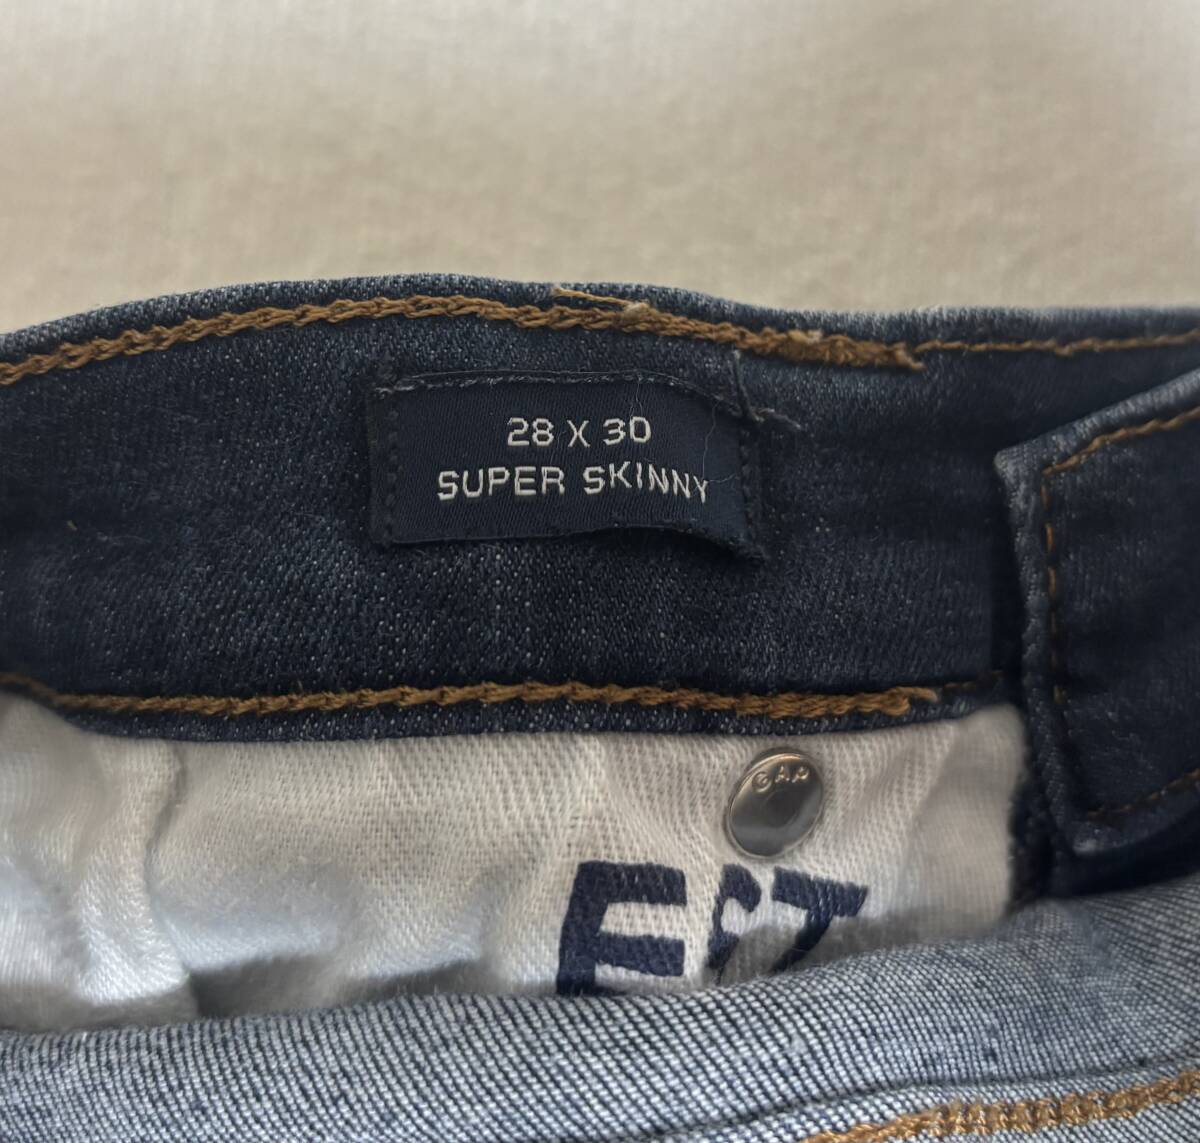 28 X 30
SUPER SKINNY
GAP